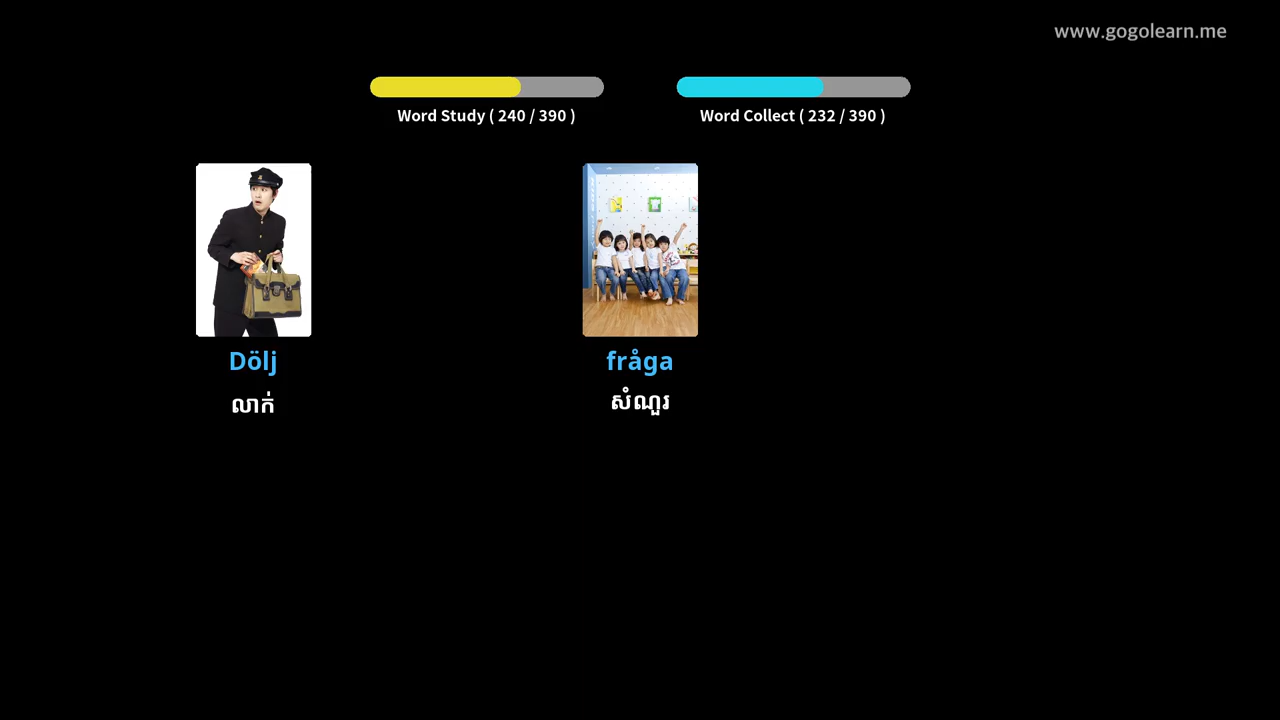 www.gogolearn.me
Word Study ( 240 / 390 )
Word Collect ( 232 / 390 )
Dölj
fråga
លាក់
សំណួរ